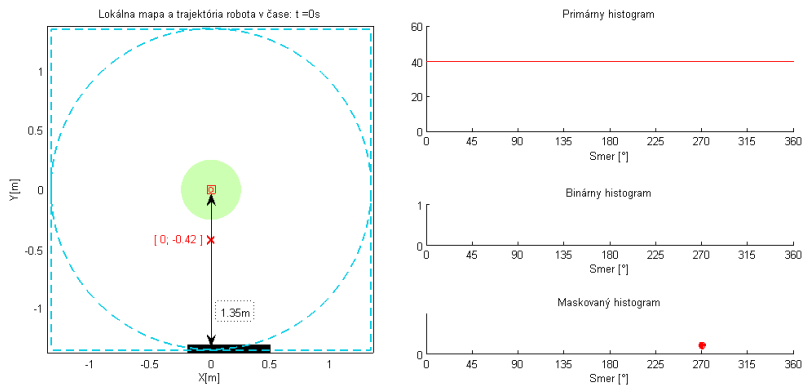 Lokálna mapa a trajektória robota v čase: t =0s
1
0.5
0
-0.5
-1
Y[m]
[ 0; -0.42 ]
1.35m
-1 -0.5 0 0.5 1
X[m]
Primárny histogram
60
40
20
0
0 45 90 135 180 225 270 315 360
Smer [°]
Binárny histogram
1
0
0 45 90 135 180 225 270 315 360
Smer [°]
Maskovaný histogram
0
0 45 90 135 180 225 270 315 360
Smer [°]